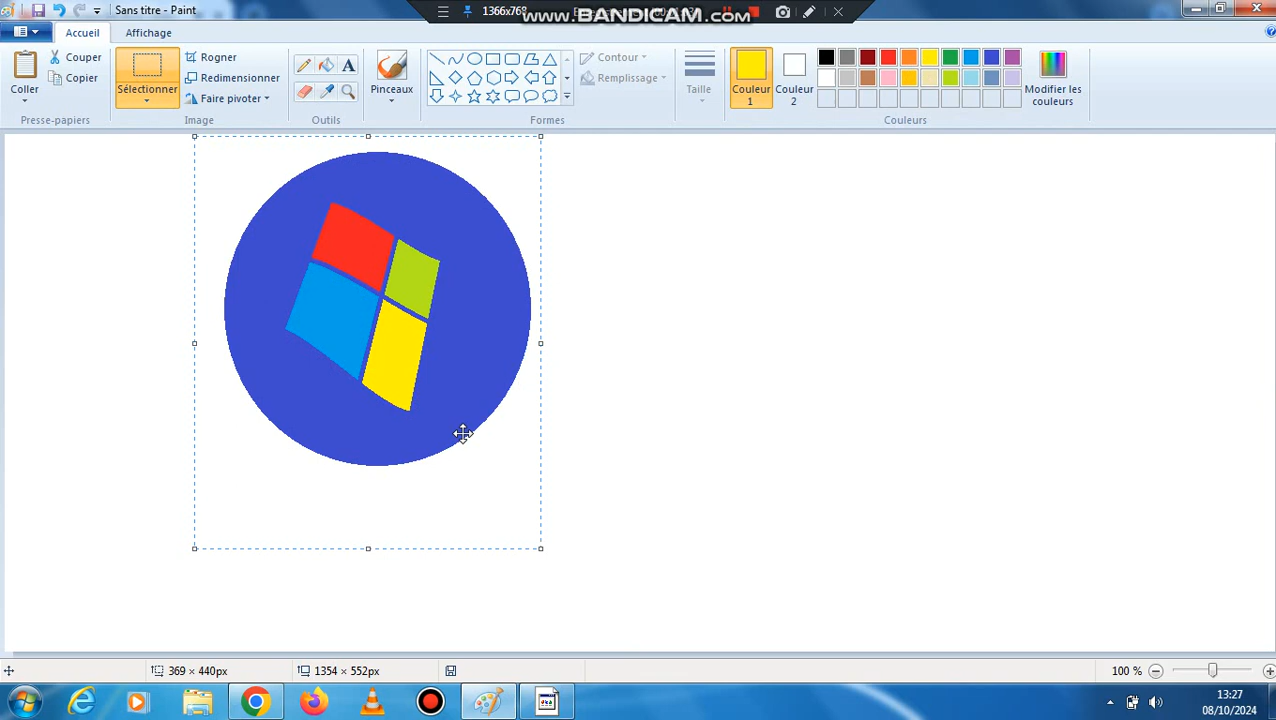 Sans titre - Paint
1366x768
www.BANDICAM.com
Accueil
Affichage
Coller
Couper
Copier
Presse-papiers
Sélectionner
Rogner
Redimensionner
Faire pivoter
Image
A
Outils
Pinceaux
Contour
Remplissage
Formes
Taille
Couleur 1
Couleur 2
Modifier les couleurs
Couleurs
369 × 440px
1354 × 552px
100 %
13:27
08/10/2024